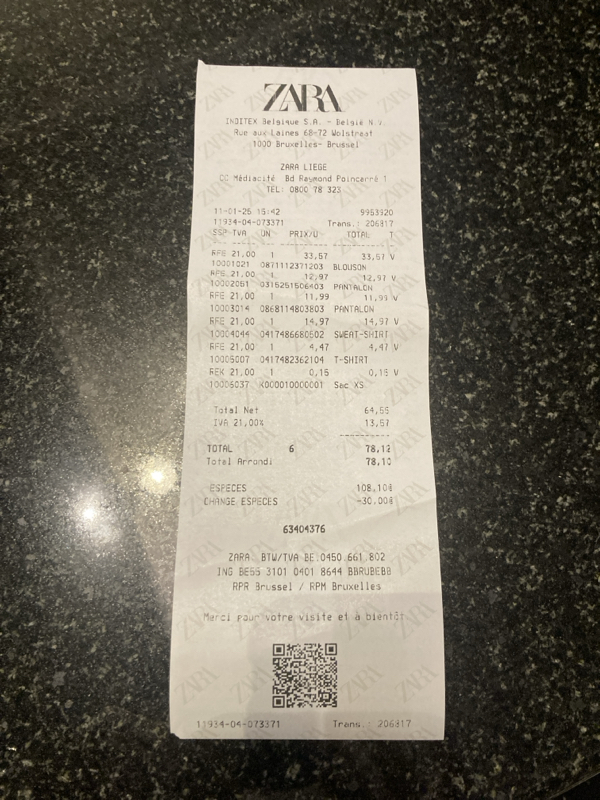 ZARA
INDITEX Belgique S.A. - België N.V.
Rue aux Laines 68-72 Wolstraat
1000 Bruxelles- Brussel
ZARA LIEGE
CC Médiacité Bd Raymond Poincarré 1
TEL: 0800 78 323
11-01-25 15:42 9953920
11934-04-073371 Trans.: 206817
SSP TVA UN PRIX/U TOTAL T
RFE 21,00 1 33,57 33,57 V
10001021 0871112371203 BLOUSON
RFE 21,00 1 12,97 12,97 V
10002051 0315251506403 PANTALON
RFE 21,00 1 11,99 11,99 V
10003014 0868114803803 PANTALON
RFE 21,00 1 14,97 14,97 V
10004044 0417486680602 SWEAT-SHIRT
RFE 21,00 1 4,47 4,47 V
10005007 0417482362104 T-SHIRT
REK 21,00 1 0,15 0,15 V
10006037 K000010000001 Sac XS
Total Net 64,55
IVA 21,00% 13,57
TOTAL 6 78,12
Total Arrondi 78,10
ESPECES 108,10€
CHANGE ESPECES -30,00€
63404376
ZARA BTW/TVA BE.0450.661.802
ING BE55 3101 0401 8644 BBRUBEBB
RPR Brussel / RPM Bruxelles
Merci pour votre visite et à bientôt
11934-04-073371 Trans.: 206817